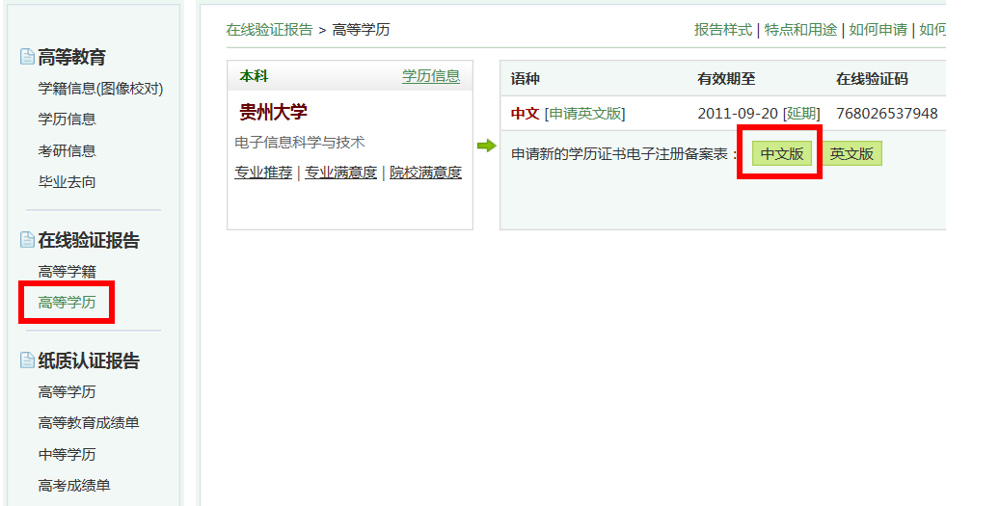 高等教育
学籍信息(图像校对)
学历信息
考研信息
毕业去向
在线验证报告
高等学籍
高等学历
纸质认证报告
高等学历
高等教育成绩单
中等学历
高考成绩单
在线验证报告 > 高等学历
报告样式 | 特点和用途 | 如何申请 | 如何
本科 学历信息
贵州大学
电子信息科学与技术
专业推荐 | 专业满意度 | 院校满意度
语种 有效期至 在线验证码
中文 [申请英文版] 2011-09-20 [延期] 768026537948
申请新的学历证书电子注册备案表： 中文版 英文版